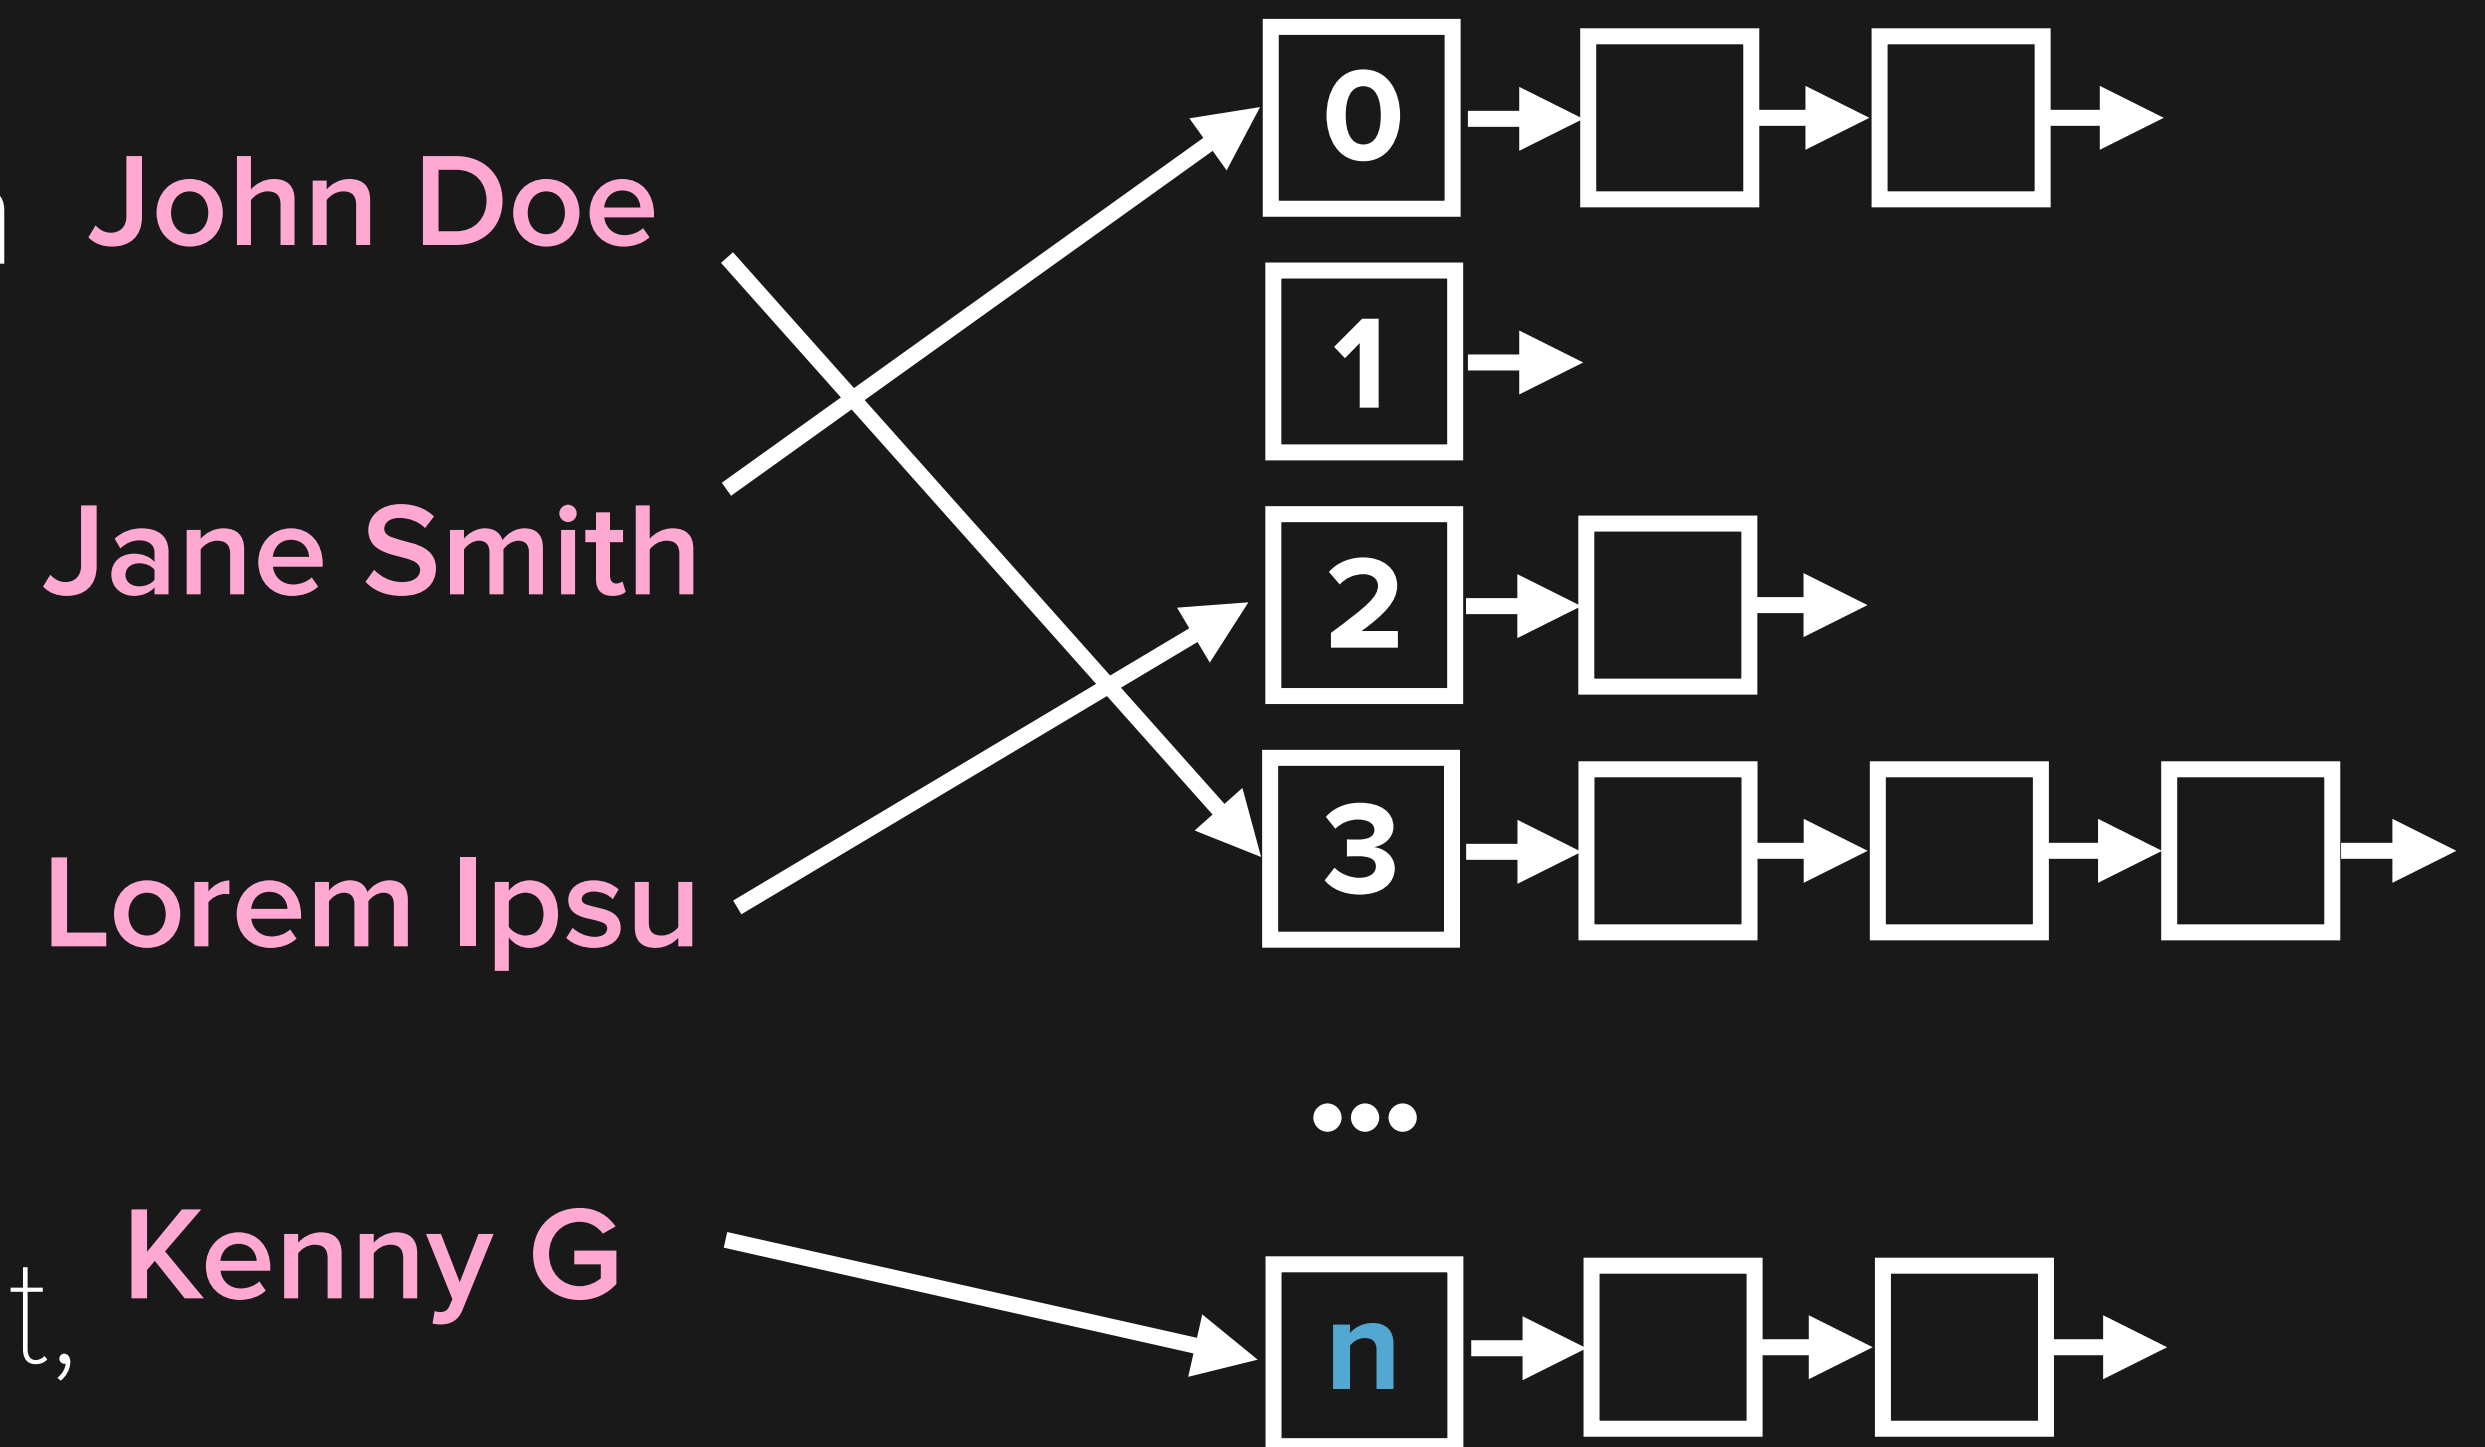 0
John Doe
1
Jane Smith
2
Lorem Ipsu
3
...
Kenny G
t,
n